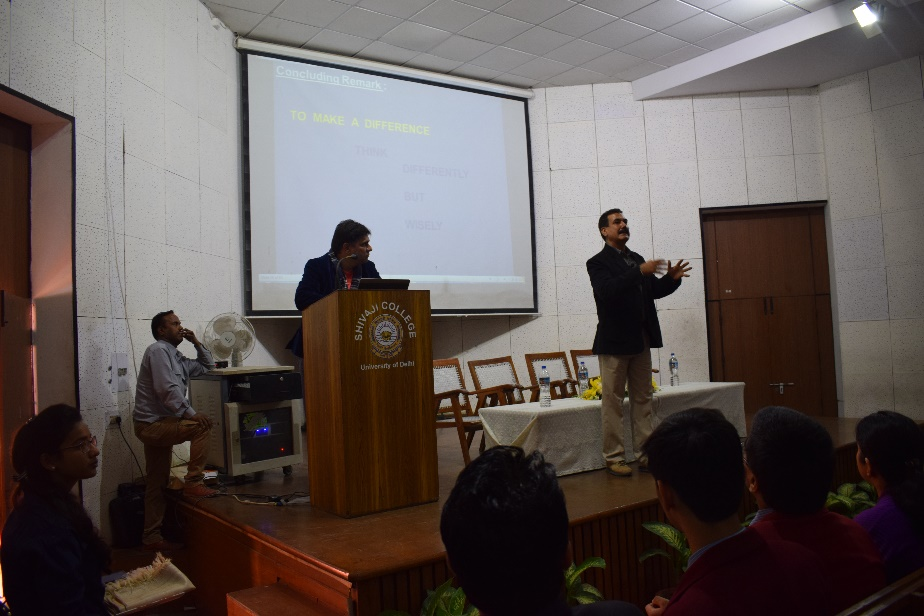 Concluding Remark :
TO MAKE A DIFFERENCE
THINK
DIFFERENTLY
BUT
WISELY
SHIVAJI COLLEGE
University of Delhi